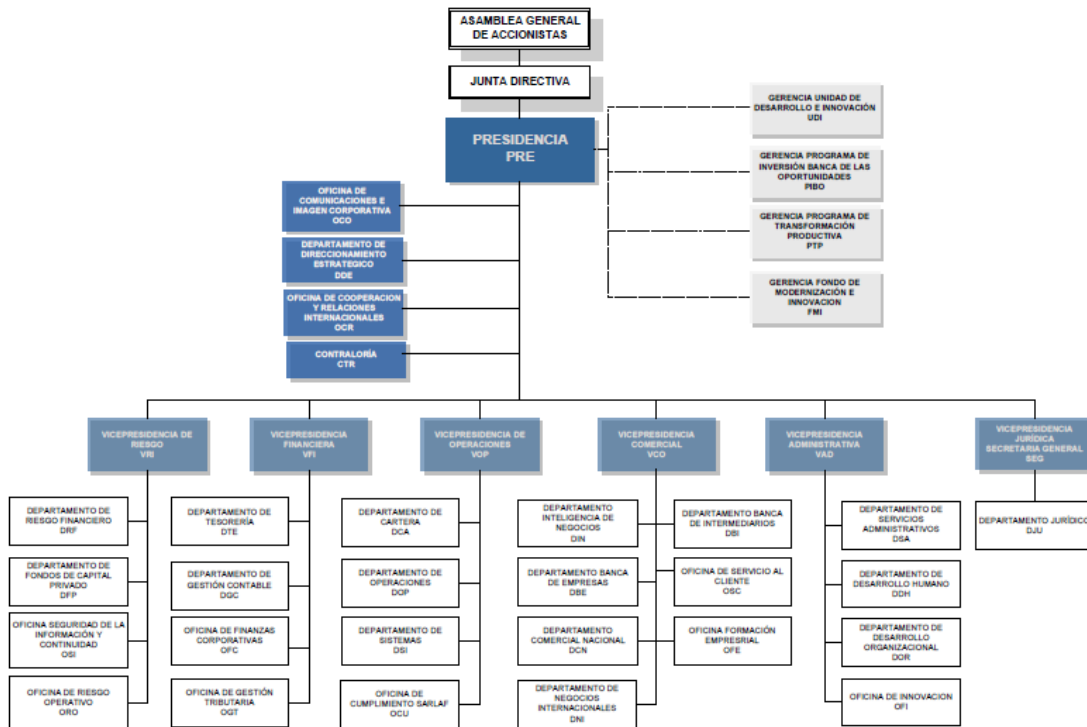 ASAMBLEA GENERAL
DE ACCIONISTAS
JUNTA DIRECTIVA
PRESIDENCIA
PRE
GERENCIA UNIDAD DE
DESARROLLO E INNOVACIÓN
UDI
GERENCIA PROGRAMA DE
INVERSIÓN BANCA DE LAS
OPORTUNIDADES
PIBO
GERENCIA PROGRAMA DE
TRANSFORMACIÓN
PRODUCTIVA
PTP
GERENCIA FONDO DE
MODERNIZACIÓN E
INNOVACION
FMI
OFICINA DE
COMUNICACIONES E
IMAGEN CORPORATIVA
OCO
DEPARTAMENTO DE
DIRECCIONAMIENTO
ESTRATEGICO
DDE
OFICINA DE COOPERACION
Y RELACIONES
INTERNACIONALES
OCR
CONTRALORÍA
CTR
VICEPRESIDENCIA DE
RIESGO
VRI
VICEPRESIDENCIA
FINANCIERA
VFI
VICEPRESIDENCIA DE
OPERACIONES
VOP
VICEPRESIDENCIA
COMERCIAL
VCO
VICEPRESIDENCIA
ADMINISTRATIVA
VAD
VICEPRESIDENCIA
JURÍDICA
SECRETARIA GENERAL
SEG
DEPARTAMENTO DE
RIESGO FINANCIERO
DRF
DEPARTAMENTO DE
FONDOS DE CAPITAL
PRIVADO
DFP
OFICINA SEGURIDAD DE LA
INFORMACIÓN Y
CONTINUIDAD
OSI
OFICINA DE RIESGO
OPERATIVO
ORO
DEPARTAMENTO DE
TESORERÍA
DTE
DEPARTAMENTO DE
GESTIÓN CONTABLE
DGC
OFICINA DE FINANZAS
CORPORATIVAS
OFC
OFICINA DE GESTIÓN
TRIBUTARIA
OGT
DEPARTAMENTO DE
CARTERA
DCA
DEPARTAMENTO DE
OPERACIONES
DOP
DEPARTAMENTO DE
SISTEMAS
DSI
OFICINA DE
CUMPLIMIENTO SARLAF
OCU
DEPARTAMENTO
INTELIGENCIA DE
NEGOCIOS
DIN
DEPARTAMENTO BANCA
DE EMPRESAS
DBE
DEPARTAMENTO
COMERCIAL NACIONAL
DCN
DEPARTAMENTO DE
NEGOCIOS
INTERNACIONALES
DNI
DEPARTAMENTO BANCA
DE INTERMEDIARIOS
DBI
OFICINA DE SERVICIO AL
CLIENTE
OSC
OFICINA FORMACIÓN
EMPRESRIAL
OFE
DEPARTAMENTO DE
SERVICIOS
ADMINISTRATIVOS
DSA
DEPARTAMENTO DE
DESARROLLO HUMANO
DDH
DEPARTAMENTO DE
DESARROLLO
ORGANIZACIONAL
DOR
OFICINA DE INNOVACION
OFI
DEPARTAMENTO JURÍDICO
DJU